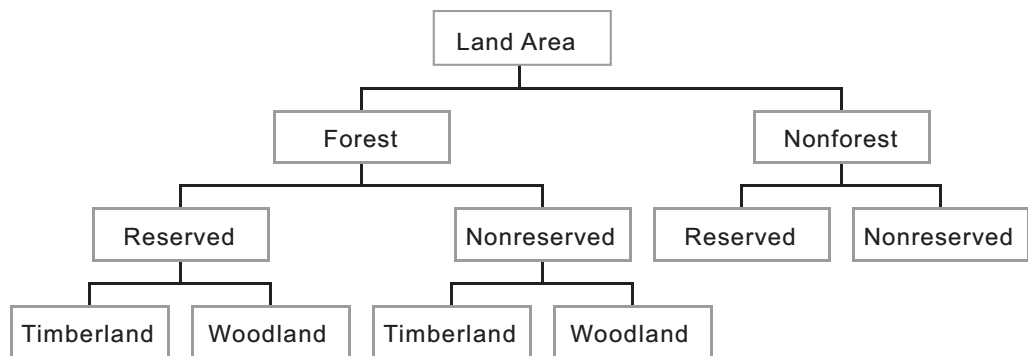 Land Area
Forest
Nonforest
Reserved
Nonreserved
Reserved
Nonreserved
Timberland
Woodland
Timberland
Woodland